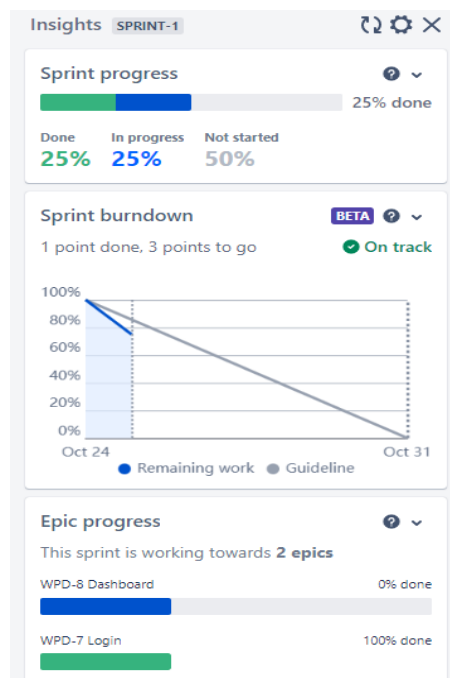 Insights SPRINT-1
Sprint progress
25% done
Done In progress Not started
25% 25% 50%
Sprint burndown BETA
1 point done, 3 points to go On track
100%
80%
60%
40%
20%
0%
Oct 24 Oct 31
Remaining work Guideline
Epic progress
This sprint is working towards 2 epics
WPD-8 Dashboard 0% done
WPD-7 Login 100% done